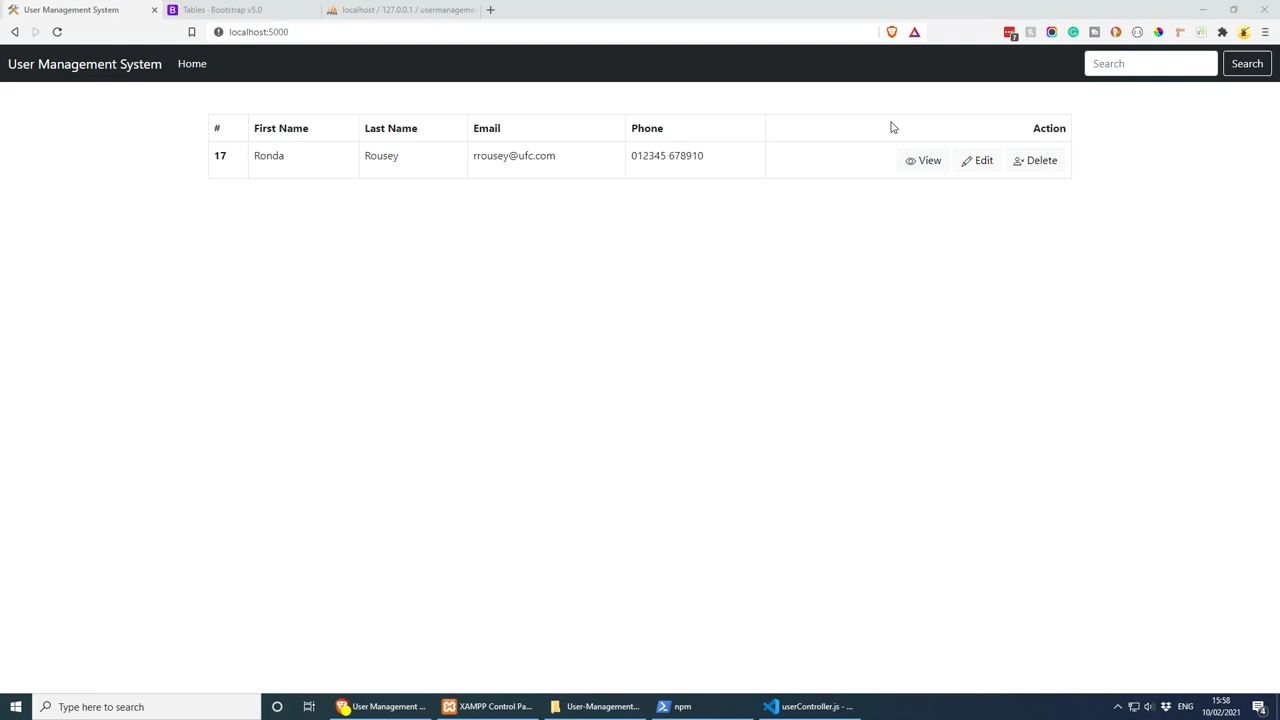 User Management System
Tables - Bootstrap v5.0
localhost / 127.0.0.1 / usermanageme
localhost:5000
7
User Management System Home Search Search
# First Name Last Name Email Phone Action
17 Ronda Rousey rrousey@ufc.com 012345 678910 View Edit Delete
Type here to search
User Management ...
XAMPP Control Pa...
User-Management...
npm
userController.js - ...
ENG
15:58
10/02/2021
4